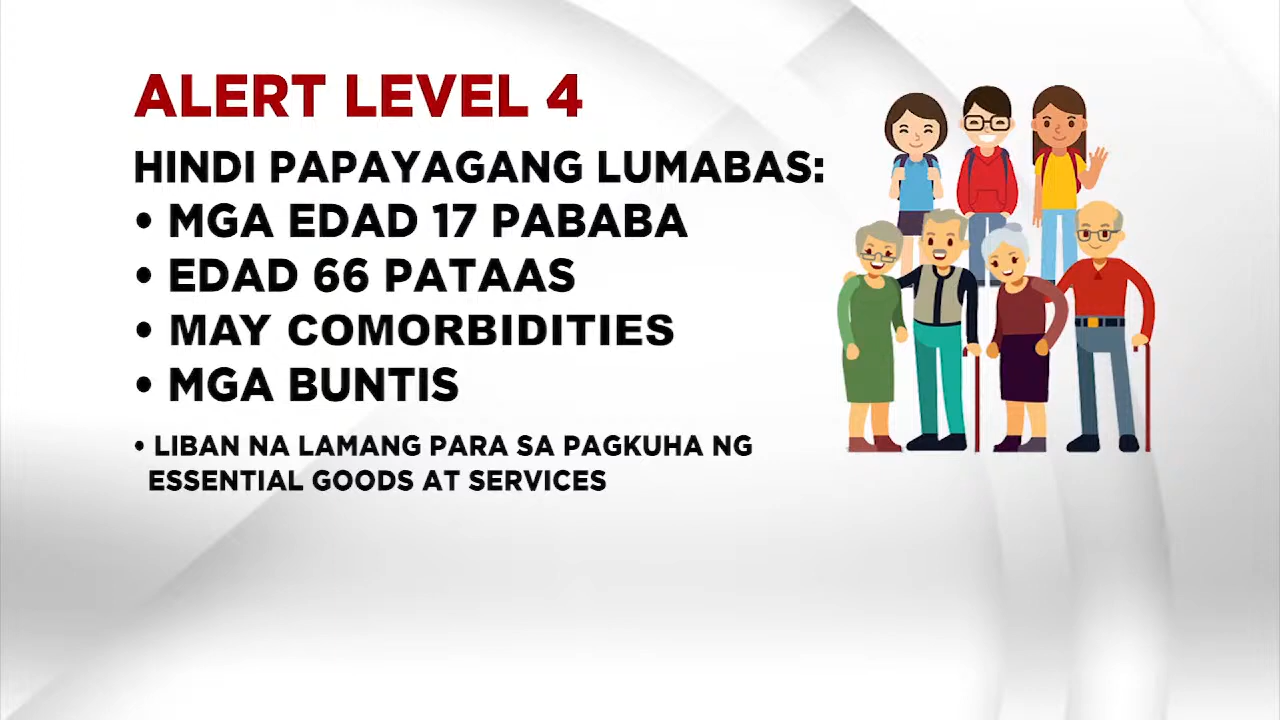 ALERT LEVEL 4
HINDI PAPAYAGANG LUMABAS:
• MGA EDAD 17 PABABA
• EDAD 66 PATAAS
• MAY COMORBIDITIES
• MGA BUNTIS
• LIBAN NA LAMANG PARA SA PAGKUHA NG
ESSENTIAL GOODS AT SERVICES